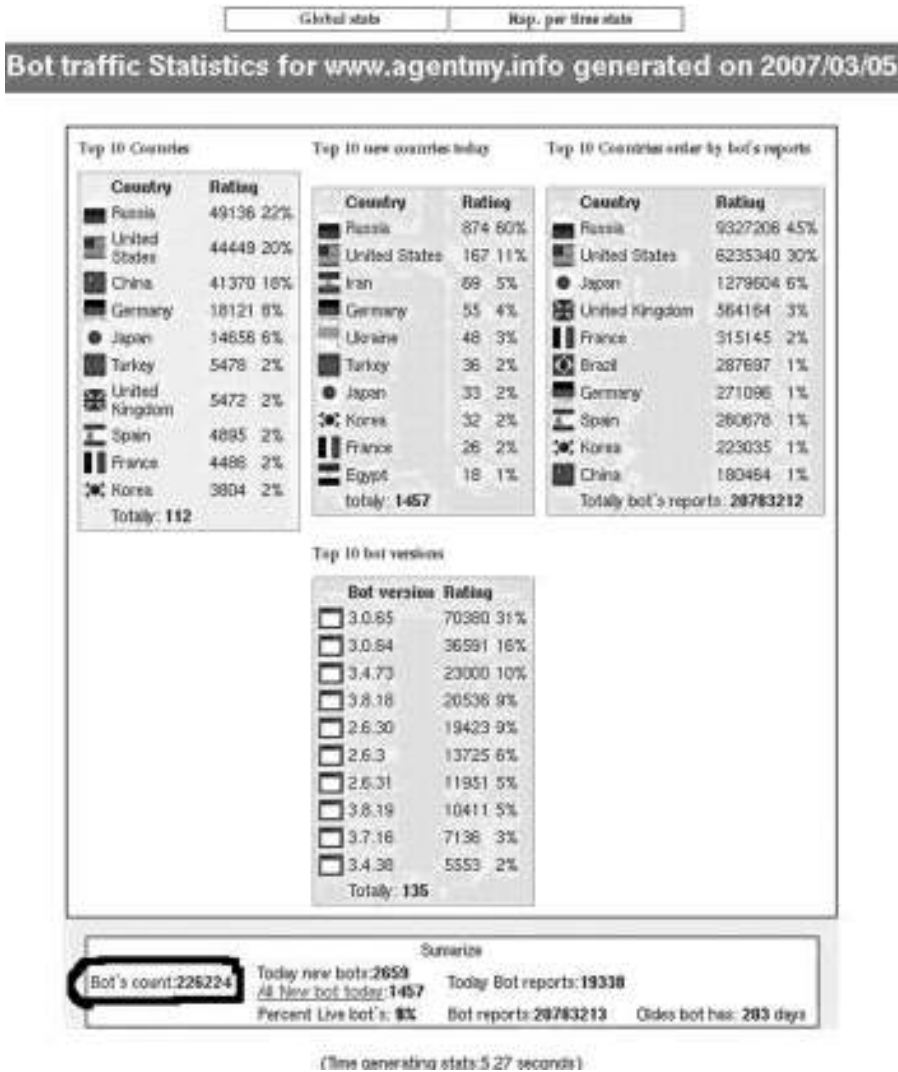 Global stats
Rap. per time stats
Bot traffic Statistics for www.agentmy.info generated on 2007/03/05
Top 10 Countries
Country Rating
Russia 49136 22%
United States 44449 20%
China 41370 18%
Germany 18121 8%
Japan 14656 6%
Turkey 5478 2%
United Kingdom 5472 2%
Spain 4895 2%
France 4486 2%
Korea 3804 2%
Totally: 112
Top 10 new countries today
Country Rating
Russia 874 60%
United States 167 11%
Iran 69 5%
Germany 55 4%
Ukraine 48 3%
Turkey 36 2%
Japan 33 2%
Korea 32 2%
France 26 2%
Egypt 18 1%
totaly: 1457
Top 10 Countries order by bot's reports
Country Rating
Russia 9327206 45%
United States 6235340 30%
Japan 1279604 6%
United Kingdom 564164 3%
France 315145 2%
Brazil 287697 1%
Germany 271096 1%
Spain 260678 1%
Korea 223035 1%
China 180464 1%
Totally bot's reports: 20783212
Top 10 bot versions
Bot version Rating
3.0.65 70380 31%
3.0.64 36591 16%
3.4.73 23000 10%
3.8.18 20536 9%
2.6.30 19423 9%
2.6.3 13725 6%
2.6.31 11951 5%
3.8.19 10411 5%
3.7.16 7136 3%
3.4.38 5553 2%
Totally: 135
Sumarize
Bot's count:226224
Today new bots:2659
All New bot today:1457
Percent Live bot's: 8%
Today Bot reports:19338
Bot reports:20783213
Oldes bot has: 203 days
(Time generating stats:5.27 seconds)